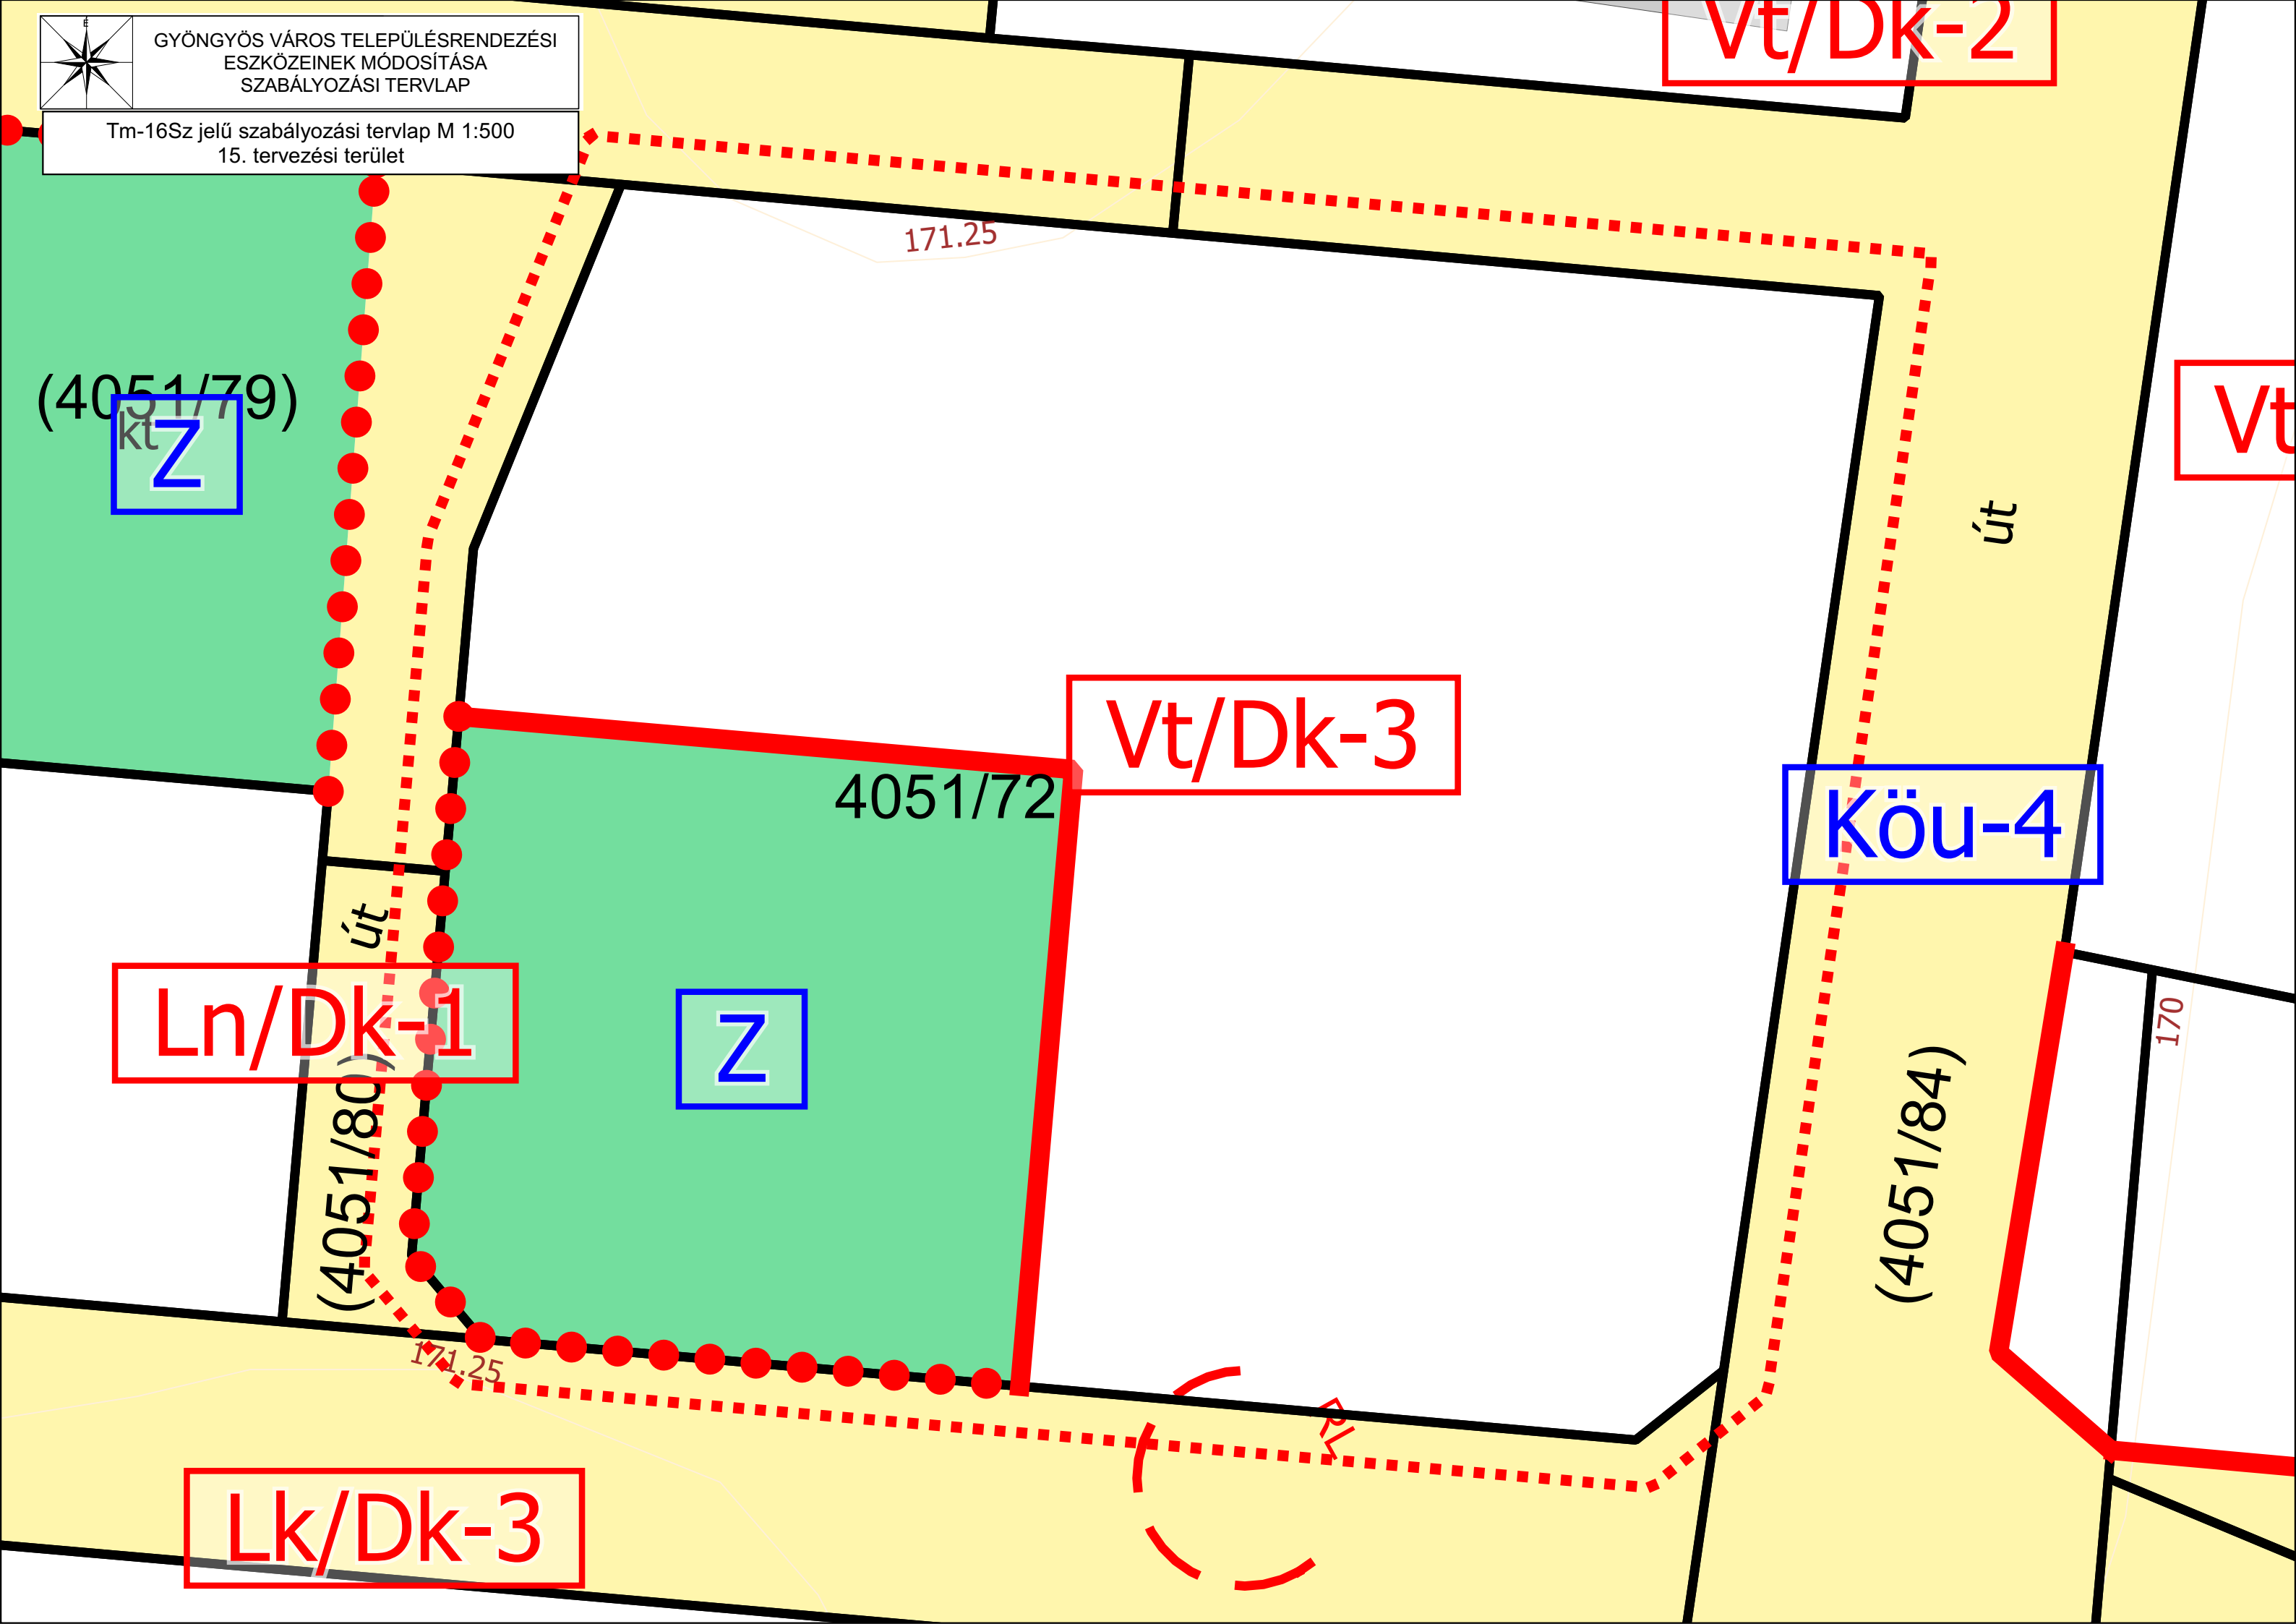 É
GYÖNGYÖS VÁROS TELEPÜLÉSRENDEZÉSI
ESZKÖZEINEK MÓDOSÍTÁSA
SZABÁLYOZÁSI TERVLAP
Tm-16Sz jelű szabályozási tervlap M 1:500
15. tervezési terület
Vt/Dk-2
171.25
(4051/79)
kt
Z
Vt
út
Vt/Dk-3
4051/72
Köu-4
út
Ln/Dk-1
Z
170
(4051/80)
(4051/84)
171.25
Lk/Dk-3